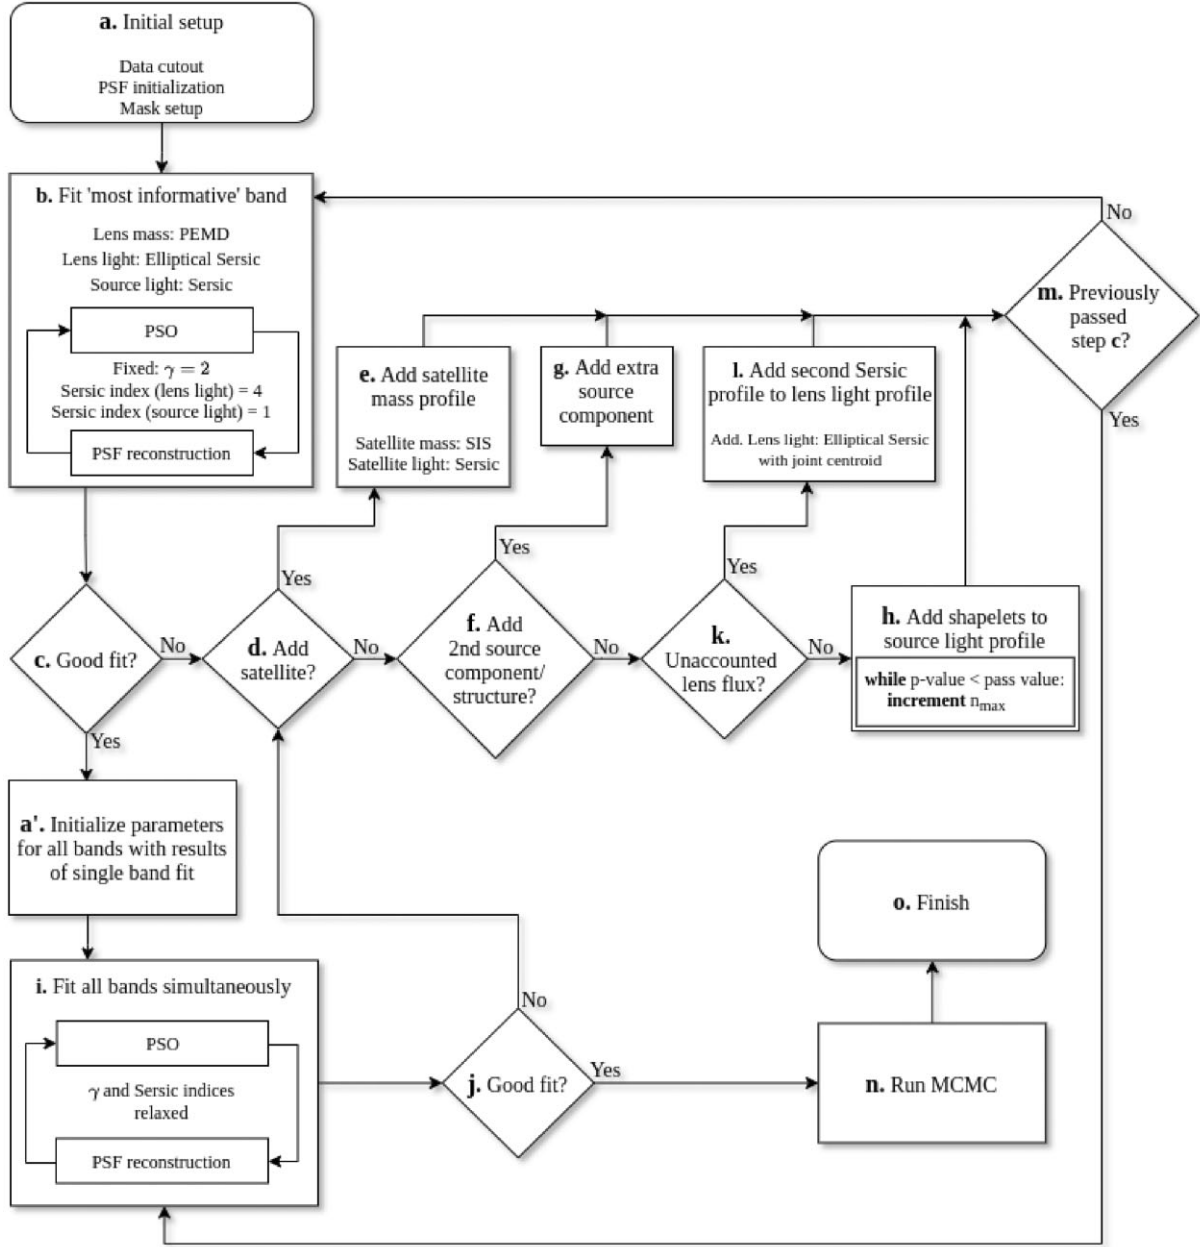 a. Initial setup
Data cutout
PSF initialization
Mask setup
b. Fit 'most informative' band
Lens mass: PEMD
Lens light: Elliptical Sersic
Source light: Sersic
PSO
Fixed: γ = 2
Sersic index (lens light) = 4
Sersic index (source light) = 1
PSF reconstruction
No
m. Previously
passed
step c?
Yes
e. Add satellite
mass profile
Satellite mass: SIS
Satellite light: Sersic
g. Add extra
source
component
l. Add second Sersic
profile to lens light profile
Add. Lens light: Elliptical Sersic
with joint centroid
c. Good fit?
No
Yes
d. Add
satellite?
Yes
No
f. Add
2nd source
component/
structure?
Yes
No
k.
Unaccounted
lens flux?
Yes
No
h. Add shapelets to
source light profile
while p-value < pass value:
increment nmax
a'. Initialize parameters
for all bands with results
of single band fit
i. Fit all bands simultaneously
PSO
γ and Sersic indices
relaxed
PSF reconstruction
j. Good fit?
No
Yes
n. Run MCMC
o. Finish